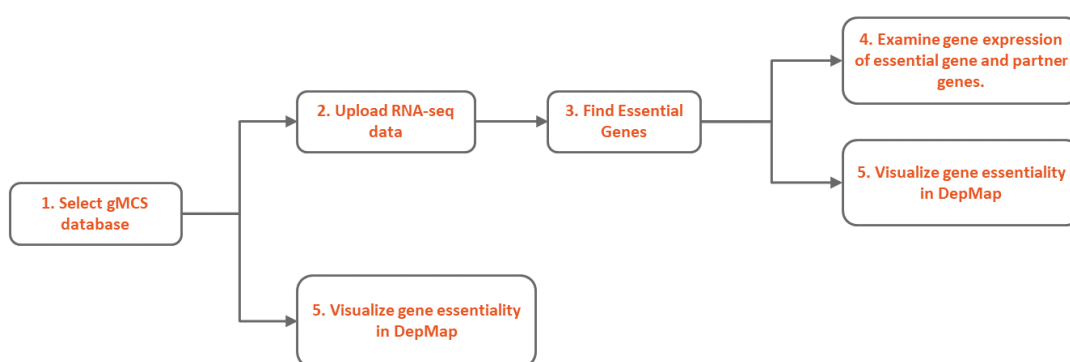 4. Examine gene expression
of essential gene and partner
genes.
2. Upload RNA-seq
data
3. Find Essential
Genes
5. Visualize gene essentiality
in DepMap
1. Select gMCS
database
5. Visualize gene essentiality
in DepMap